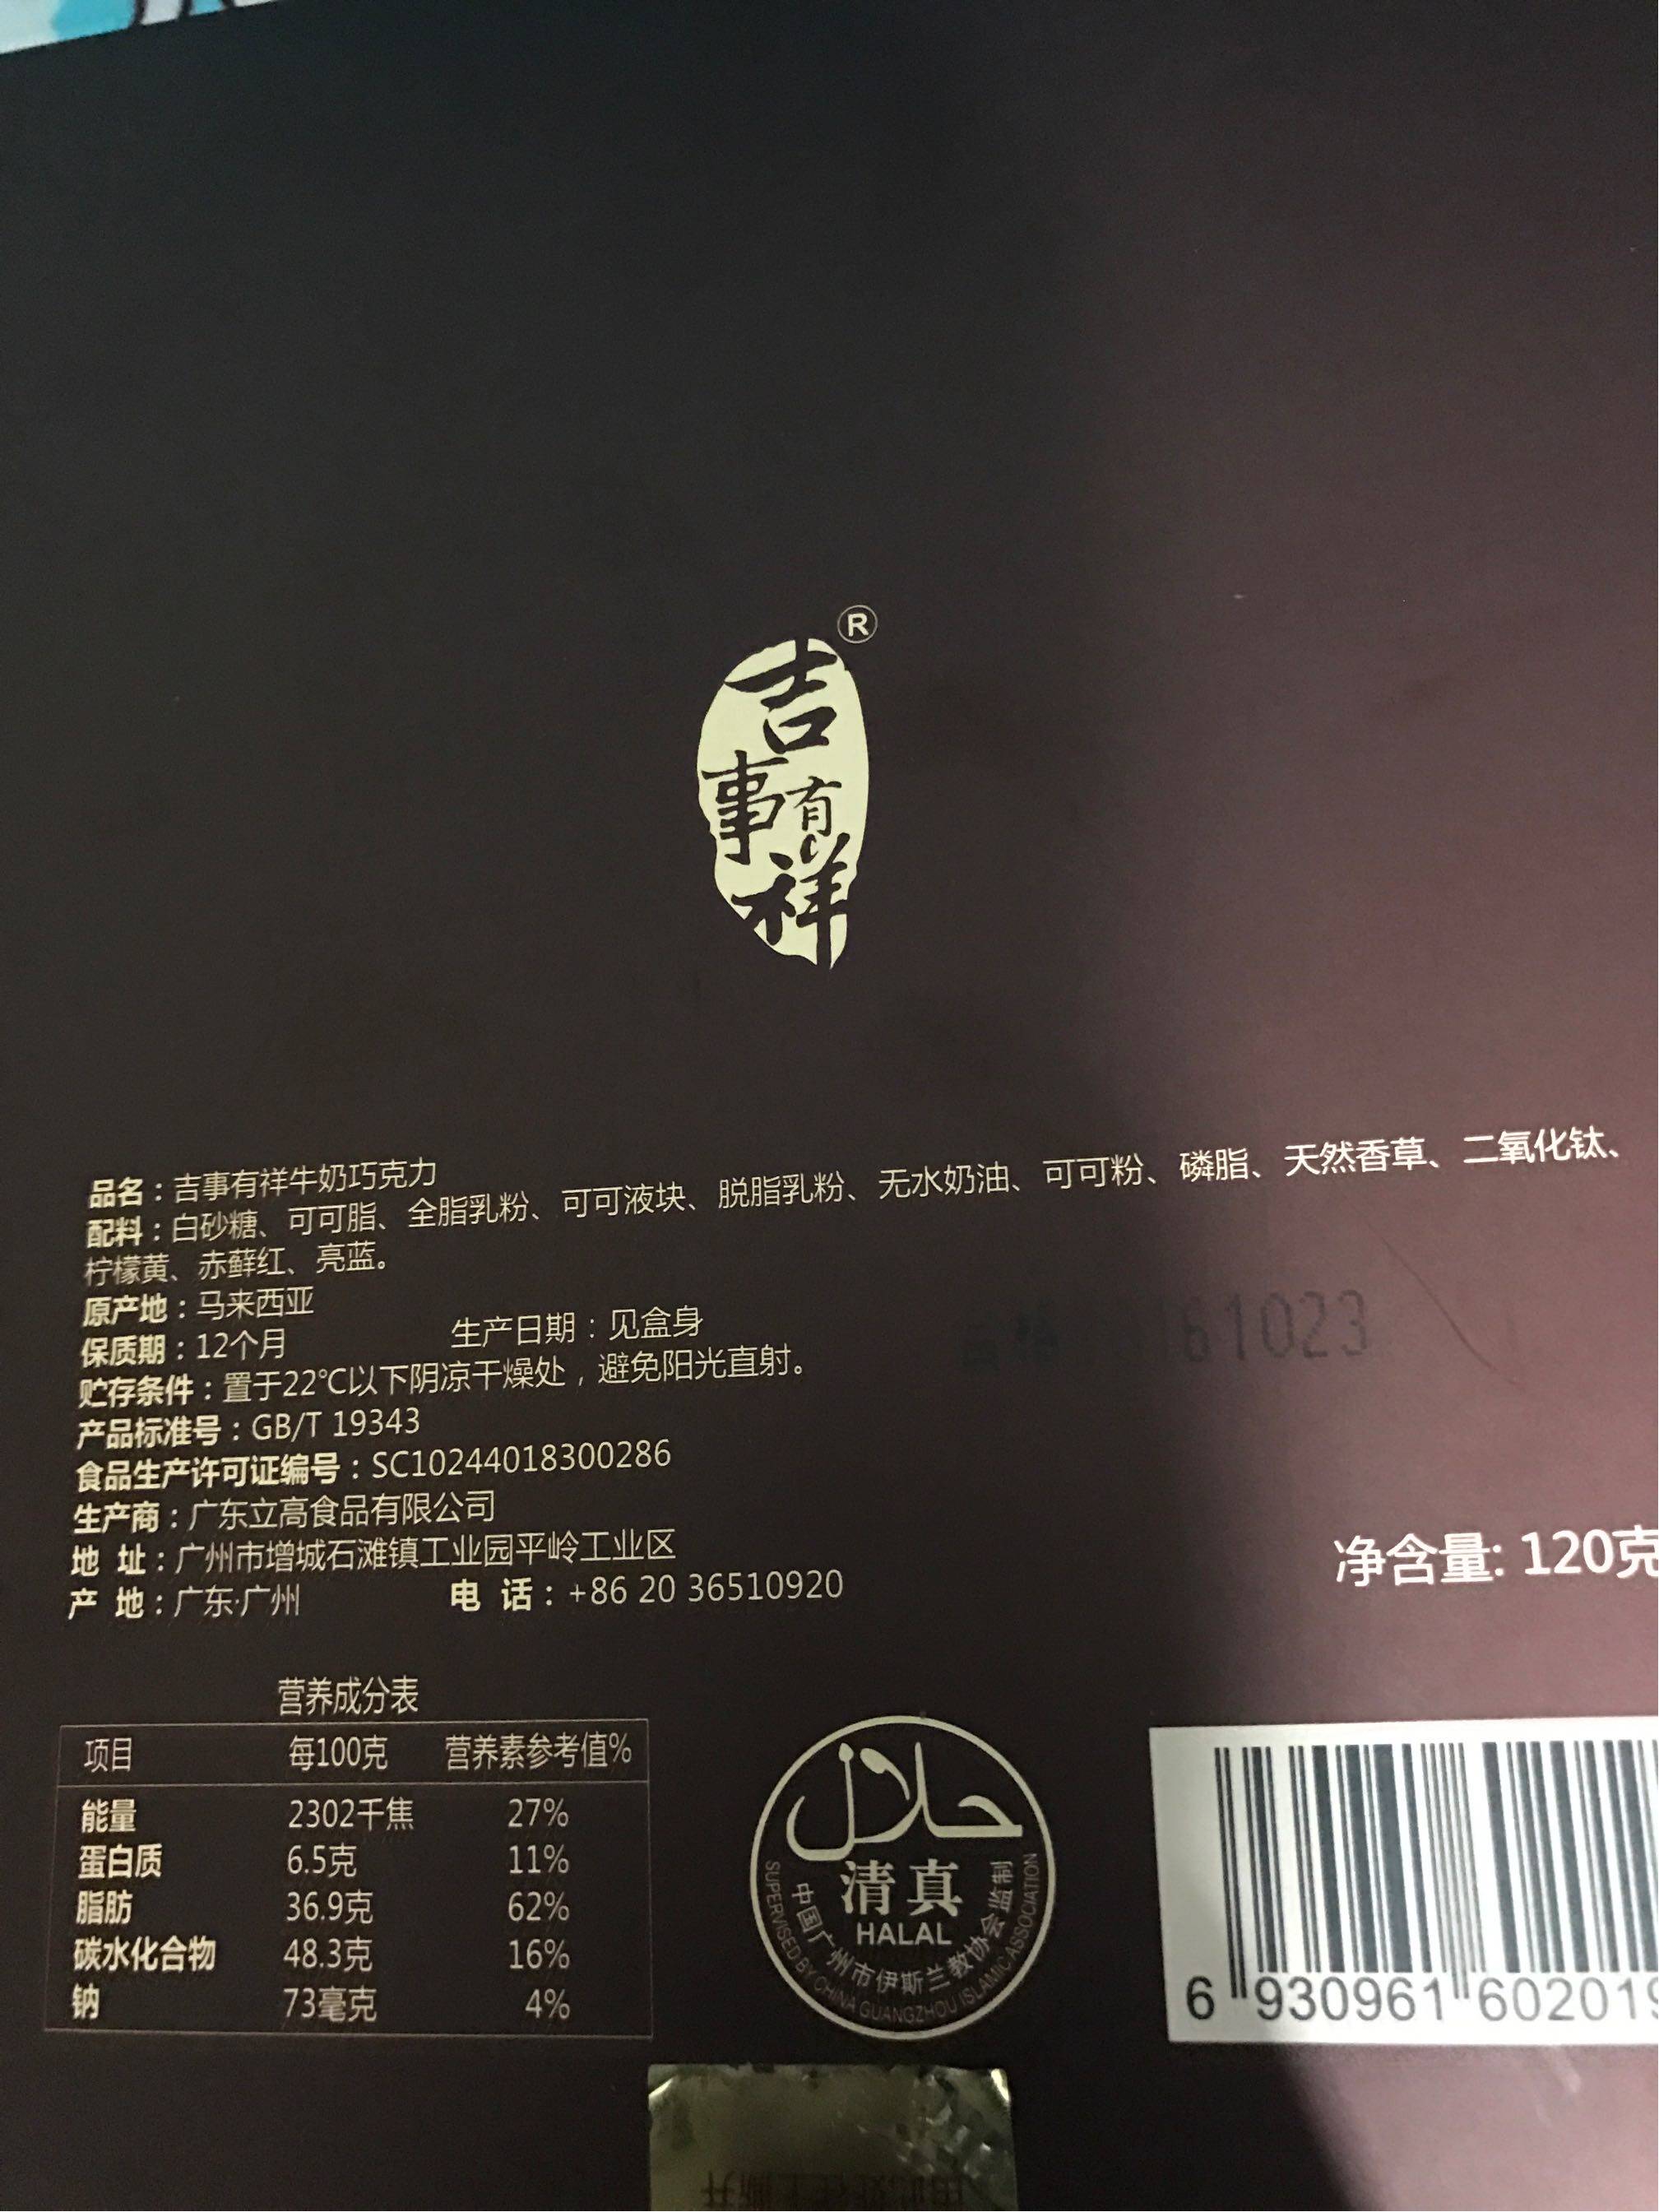 吉
事有
祥
®
品名：吉事有祥牛奶巧克力
配料：白砂糖、可可脂、全脂乳粉、可可液块、脱脂乳粉、无水奶油、可可粉、磷脂、天然香草、二氧化钛、
柠檬黄、赤藓红、亮蓝。
原产地：马来西亚
保质期：12个月 生产日期：见盒身
贮存条件：置于22℃以下阴凉干燥处，避免阳光直射。
61023
产品标准号：GB/T 19343
食品生产许可证编号：SC10244018300286
生产商：广东立高食品有限公司
地 址：广州市增城石滩镇工业园平岭工业区
产 地：广东·广州 电 话：+86 20 36510920
净含量: 120克
营养成分表
项目 每100克 营养素参考值%
能量 2302千焦 27%
蛋白质 6.5克 11%
脂肪 36.9克 62%
碳水化合物 48.3克 16%
钠 73毫克 4%
حلال
清真
HALAL
中国广州市伊斯兰教协会监制
SUPERVISED BY CHINA GUANGZHOU ISLAMIC ASSOCIATION
6 930961 602019